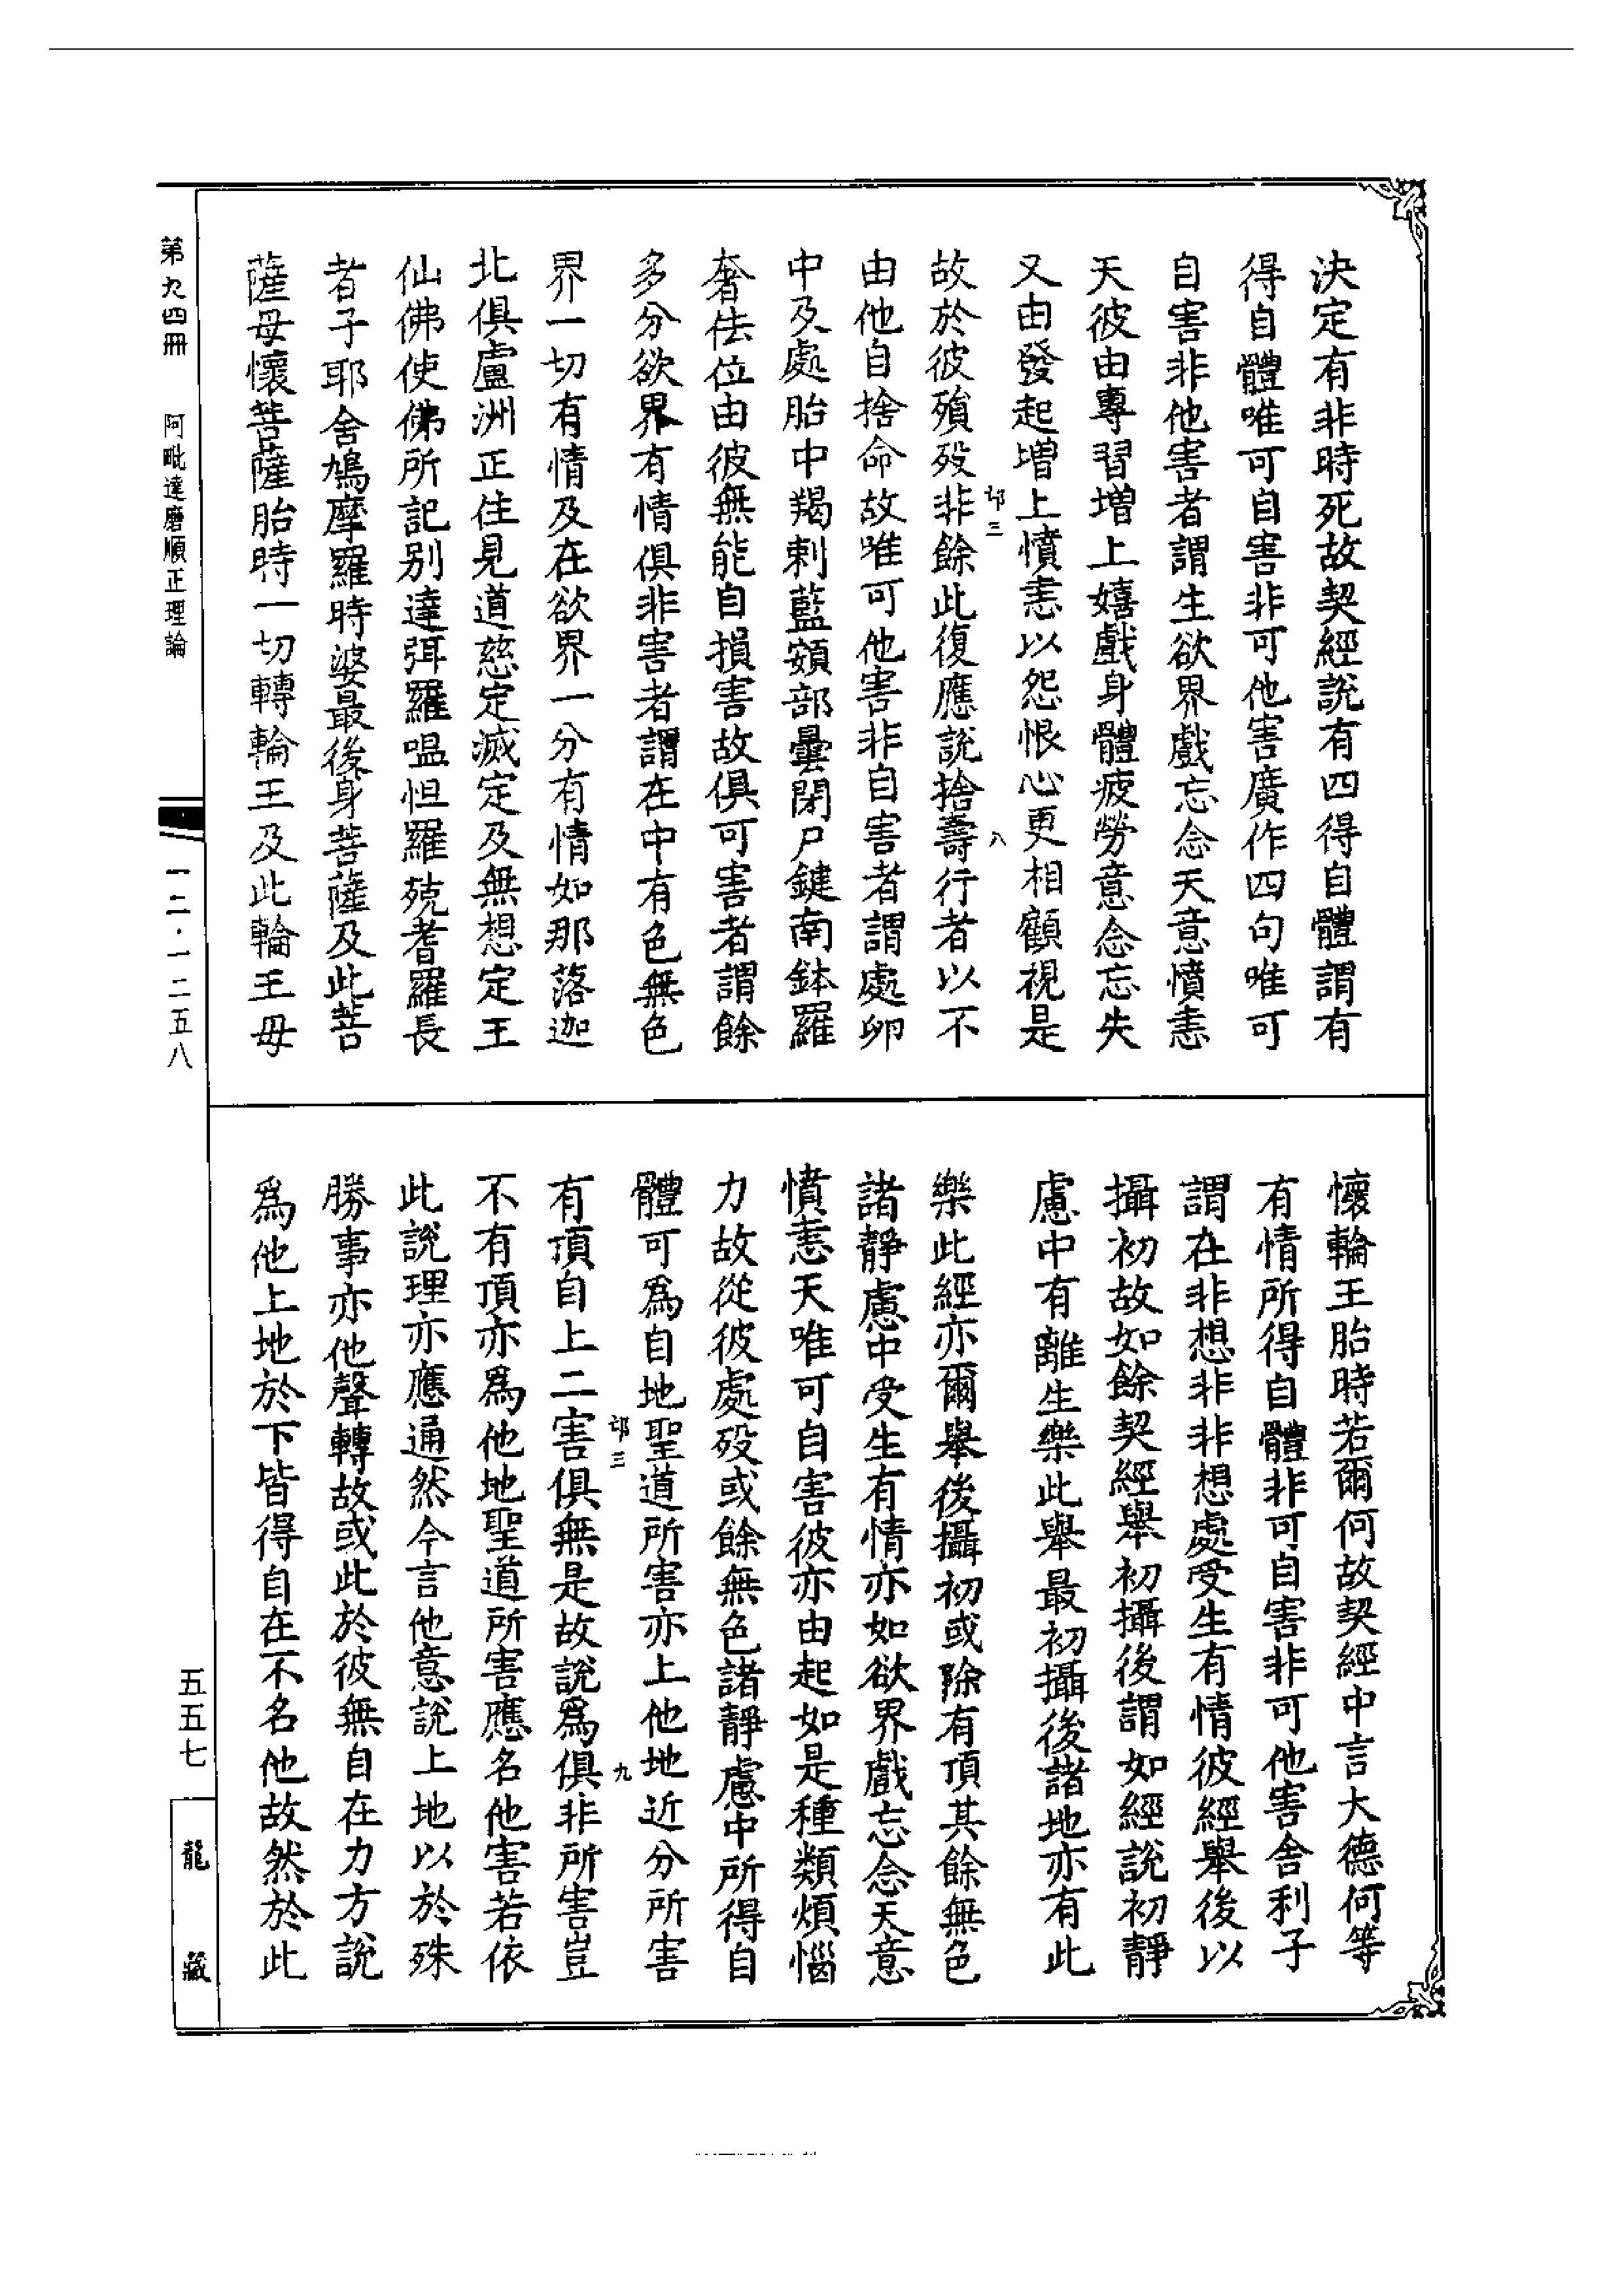 決定有非時死故契經說有四得自體謂有
得自體唯可自害非可他害廣作四句唯可
自害非他害者謂生欲界戲忘念天意憤恚
天彼由專習增上嬉戲身體疲勞意念忘失
又由發起增上憤恚以怨恨心更相顧視是
故於彼殞歿非餘此復應說捨壽行者以不
由他自捨命故唯可他害非自害者謂處卵
中及處胎中羯剌藍頞部曇閉尸鍵南鉢羅
奢佉位由彼無能自損害故俱可害者謂餘
多分欲界有情俱非害者謂在中有色無色
界一切有情及在欲界一分有情如那落迦
北俱盧洲正住見道慈定滅定及無想定王
仙佛使佛所記別達弭羅嗢怛羅殑耆羅長
者子耶舍鳩摩羅時婆最後身菩薩及此菩
薩母懷菩薩胎時一切轉輪王及此輪王母
懷輪王胎時若爾何故契經中言大德何等
有情所得自體非可自害非可他害舍利子
謂在非想非非想處受生有情彼經舉後以
攝初故如餘契經舉初攝後謂如經說初靜
慮中有離生樂此舉最初攝後諸地亦有此
樂此經亦爾舉後攝初或除有頂其餘無色
諸靜慮中受生有情亦如欲界戲忘念天意
憤恚天唯可自害彼亦由起如是種類煩惱
力故從彼處歿或餘無色諸靜慮中所得自
體可為自地聖道所害亦上他地近分所害
有頂自上二害俱無是故說為俱非所害豈
不有頂亦為他地聖道所害應名他害若依
此說理亦應通然今言他意說上地以於殊
勝事亦他聲轉故或此於彼無自在力方說
為他上地於下皆得自在不名他故然於此
八
三
九
第九四冊
阿毗達磨順正理論
一二·一二五八
五五七
龍藏